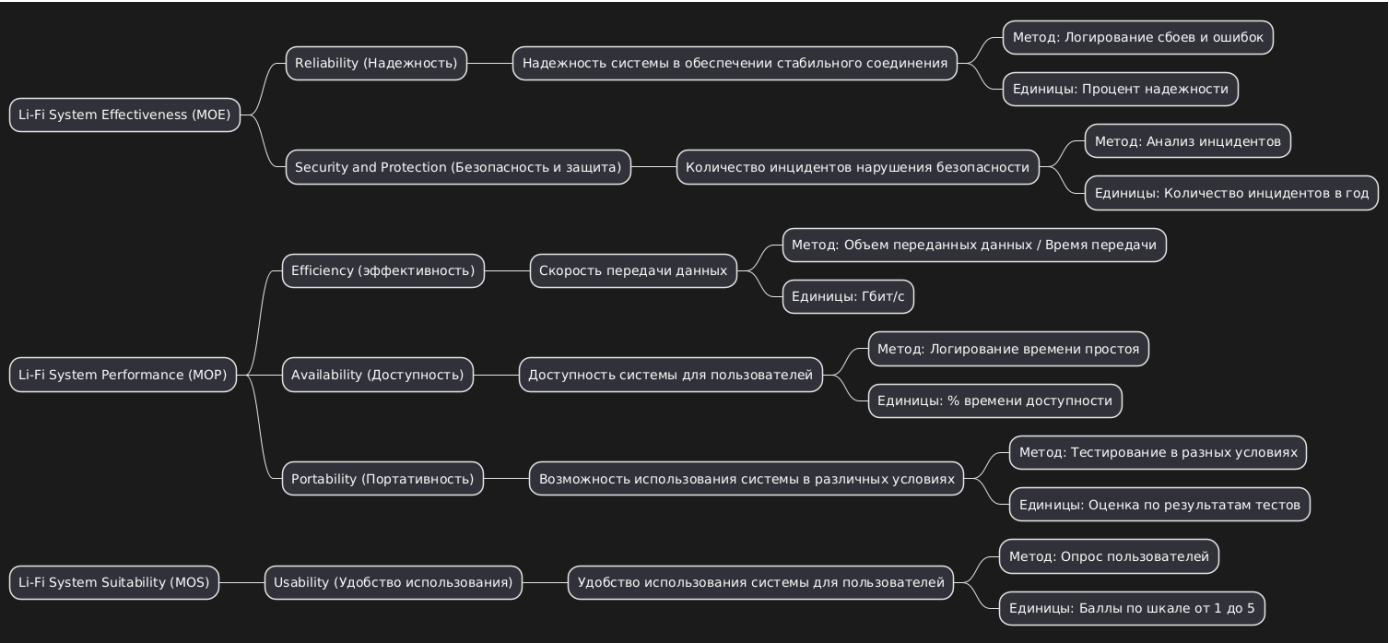 Li-Fi System Effectiveness (MOE)
Reliability (Надежность)
Надежность системы в обеспечении стабильного соединения
Метод: Логирование сбоев и ошибок
Единицы: Процент надежности
Security and Protection (Безопасность и защита)
Количество инцидентов нарушения безопасности
Метод: Анализ инцидентов
Единицы: Количество инцидентов в год
Li-Fi System Performance (MOP)
Efficiency (эффективность)
Скорость передачи данных
Метод: Объем переданных данных / Время передачи
Единицы: Гбит/с
Availability (Доступность)
Доступность системы для пользователей
Метод: Логирование времени простоя
Единицы: % времени доступности
Portability (Портативность)
Возможность использования системы в различных условиях
Метод: Тестирование в разных условиях
Единицы: Оценка по результатам тестов
Li-Fi System Suitability (MOS)
Usability (Удобство использования)
Удобство использования системы для пользователей
Метод: Опрос пользователей
Единицы: Баллы по шкале от 1 до 5